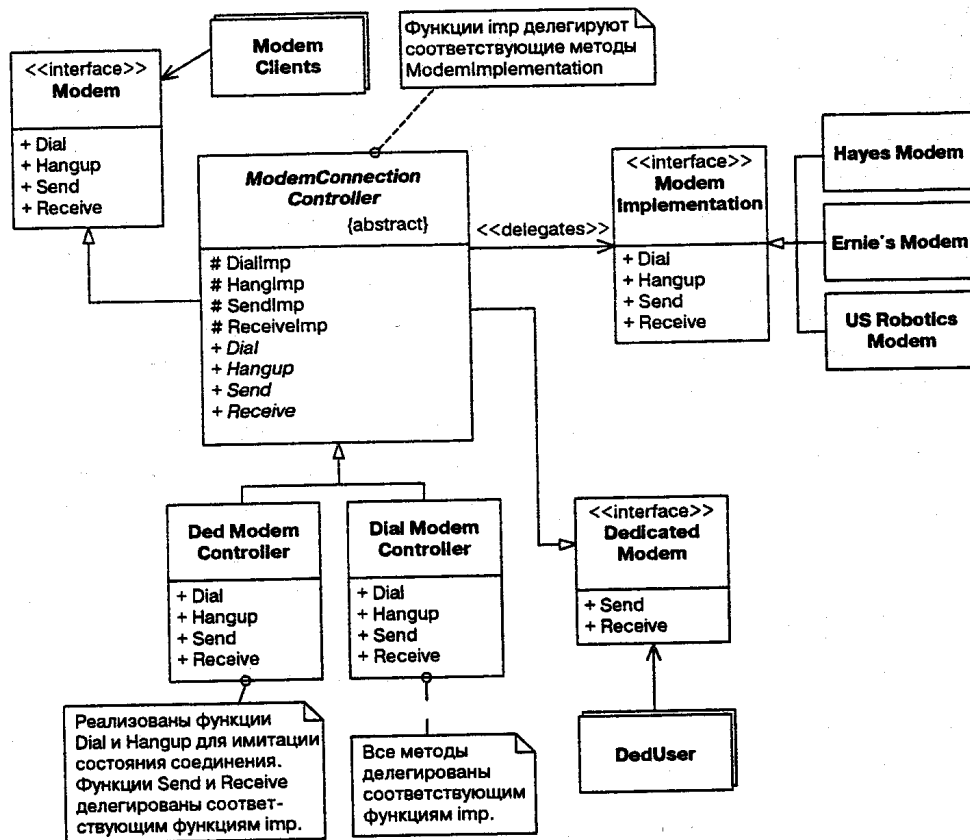 Функции imp делегируют
соответствующие методы
ModemImplementation
Modem
Clients
<<interface>>
Modem
+ Dial
+ Hangup
+ Send
+ Receive
ModemConnection
Controller
{abstract}
# DialImp
# HangImp
# SendImp
# ReceiveImp
+ Dial
+ Hangup
+ Send
+ Receive
<<delegates>>
<<interface>>
Modem
Implementation
+ Dial
+ Hangup
+ Send
+ Receive
Hayes Modem
Ernie's Modem
US Robotics
Modem
Ded Modem
Controller
+ Dial
+ Hangup
+ Send
+ Receive
Dial Modem
Controller
+ Dial
+ Hangup
+ Send
+ Receive
<<interface>>
Dedicated
Modem
+ Send
+ Receive
Реализованы функции
Dial и Hangup для имитации
состояния соединения.
Функции Send и Receive
делегированы соответ-
ствующим функциям imp.
Все методы
делегированы
соответствующим
функциям imp.
DedUser